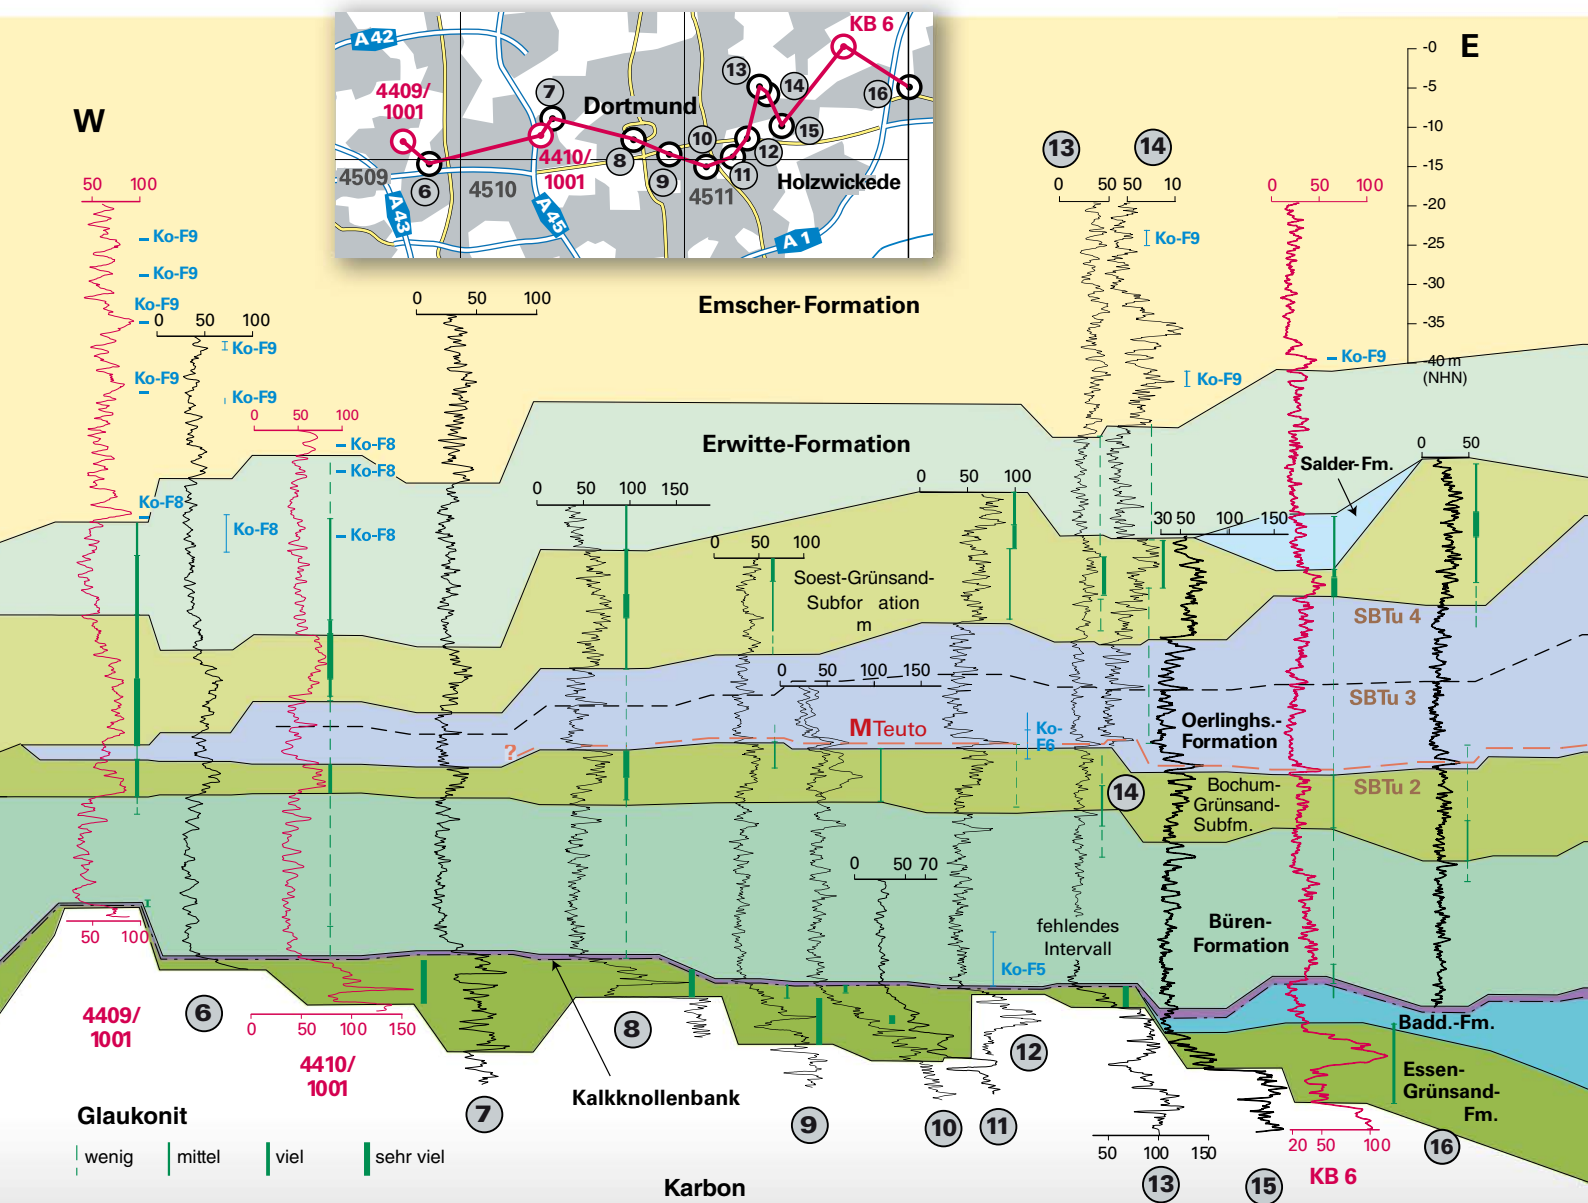 KB 6
A 42
13
14
16
7
4409/
1001
Dortmund
15
10
12
8
4410/
1001
9
11
Holzwickede
4509
6
4510
4511
A 43
A 45
A 1
W
E
-0
-5
-10
-15
-20
-25
-30
-35
-40 m
(NHN)
13
14
0 50 50 10
0 50 100
50 100
Ko-F9
Ko-F9
Ko-F9
Ko-F9
0 50 100
Ko-F9
Ko-F9
Ko-F8
Ko-F8
0 50 100
Ko-F8
Ko-F8
Ko-F8
0 50 100
Emscher-Formation
Ko-F9
Ko-F9
Ko-F9
Erwitte-Formation
0 50 100 150
0 50 100
0 50 100
Soest-Grünsand-
Subfor ation
m
30 50 100 150
Salder-Fm.
0 50
SBTu 4
SBTu 3
SBTu 2
0 50 100 150
M Teuto
?
Ko-
F6
Oerlinghs.-
Formation
14
Bochum-
Grünsand-
Subfm.
0 50 70
fehlendes
Intervall
Ko-F5
Büren-
Formation
50 100
4409/
1001
6
0 50 100 150
4410/
1001
7
8
Kalkknollenbank
9
10
11
12
50 100 150
13
15
20 50 100
KB 6
16
Badd.-Fm.
Essen-
Grünsand-
Fm.
Glaukonit
wenig
mittel
viel
sehr viel
Karbon